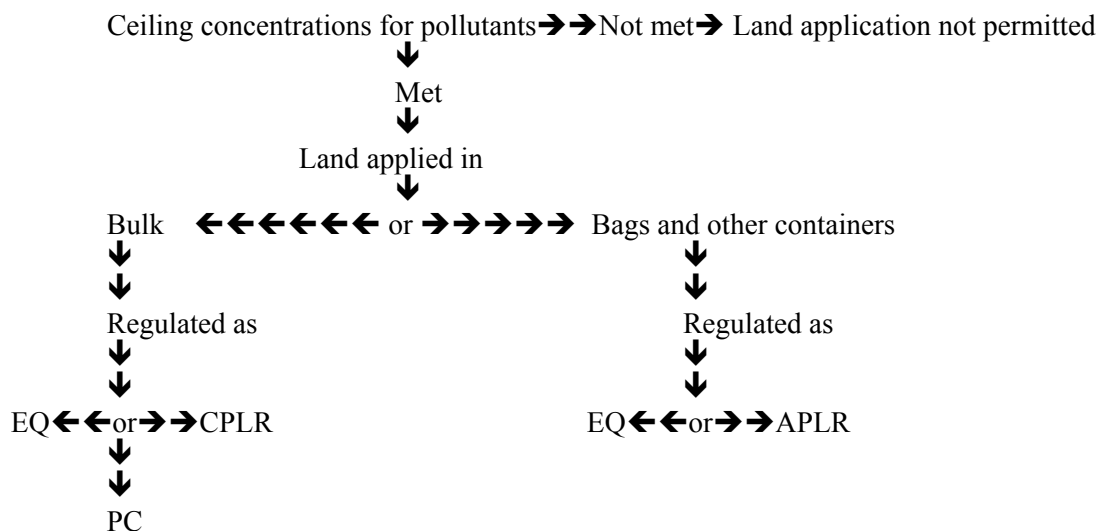 Ceiling concentrations for pollutants➔➔Not met➔ Land application not permitted
Met
Land applied in
Bulk ←←←←←← or ➔➔➔➔➔➔ Bags and other containers
Regulated as Regulated as
EQ←←or➔➔CPLR EQ←←or➔➔APLR
PC